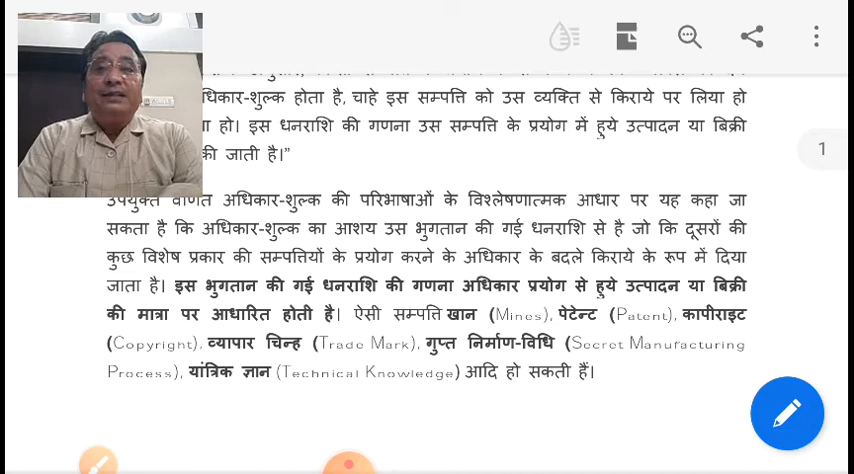 धिकार-शुल्क होता है, चाहे इस सम्पत्ति को उस व्यक्ति से किराये पर लिया हो
हो। इस धनराशि की गणना उस सम्पत्ति के प्रयोग में हुये उत्पादन या बिक्री
की जाती है।”
1
उपर्युक्त वर्णित अधिकार-शुल्क की परिभाषाओं के विश्लेषणात्मक आधार पर यह कहा जा
सकता है कि अधिकार-शुल्क का आशय उस भुगतान की गई धनराशि से है जो कि दूसरों की
कुछ विशेष प्रकार की सम्पत्तियों के प्रयोग करने के अधिकार के बदले किराये के रूप में दिया
जाता है। इस भुगतान की गई धनराशि की गणना अधिकार प्रयोग से हुये उत्पादन या बिक्री
की मात्रा पर आधारित होती है। ऐसी सम्पत्ति खान (Mines), पेटेन्ट (Patent), कापीराइट
(Copyright), व्यापार चिन्ह (Trade Mark), गुप्त निर्माण-विधि (Secret Manufacturing
Process), यांत्रिक ज्ञान (Technical Knowledge) आदि हो सकती हैं।